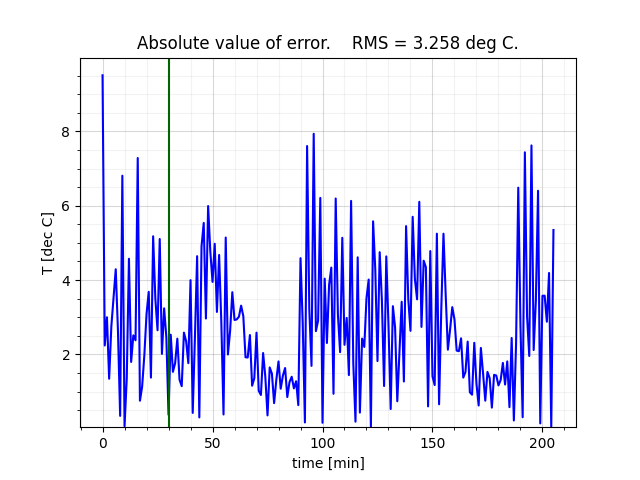 Absolute value of error.    RMS = 3.258 deg C.
8
6
4
2
T [dec C]
0 50 100 150 200
time [min]